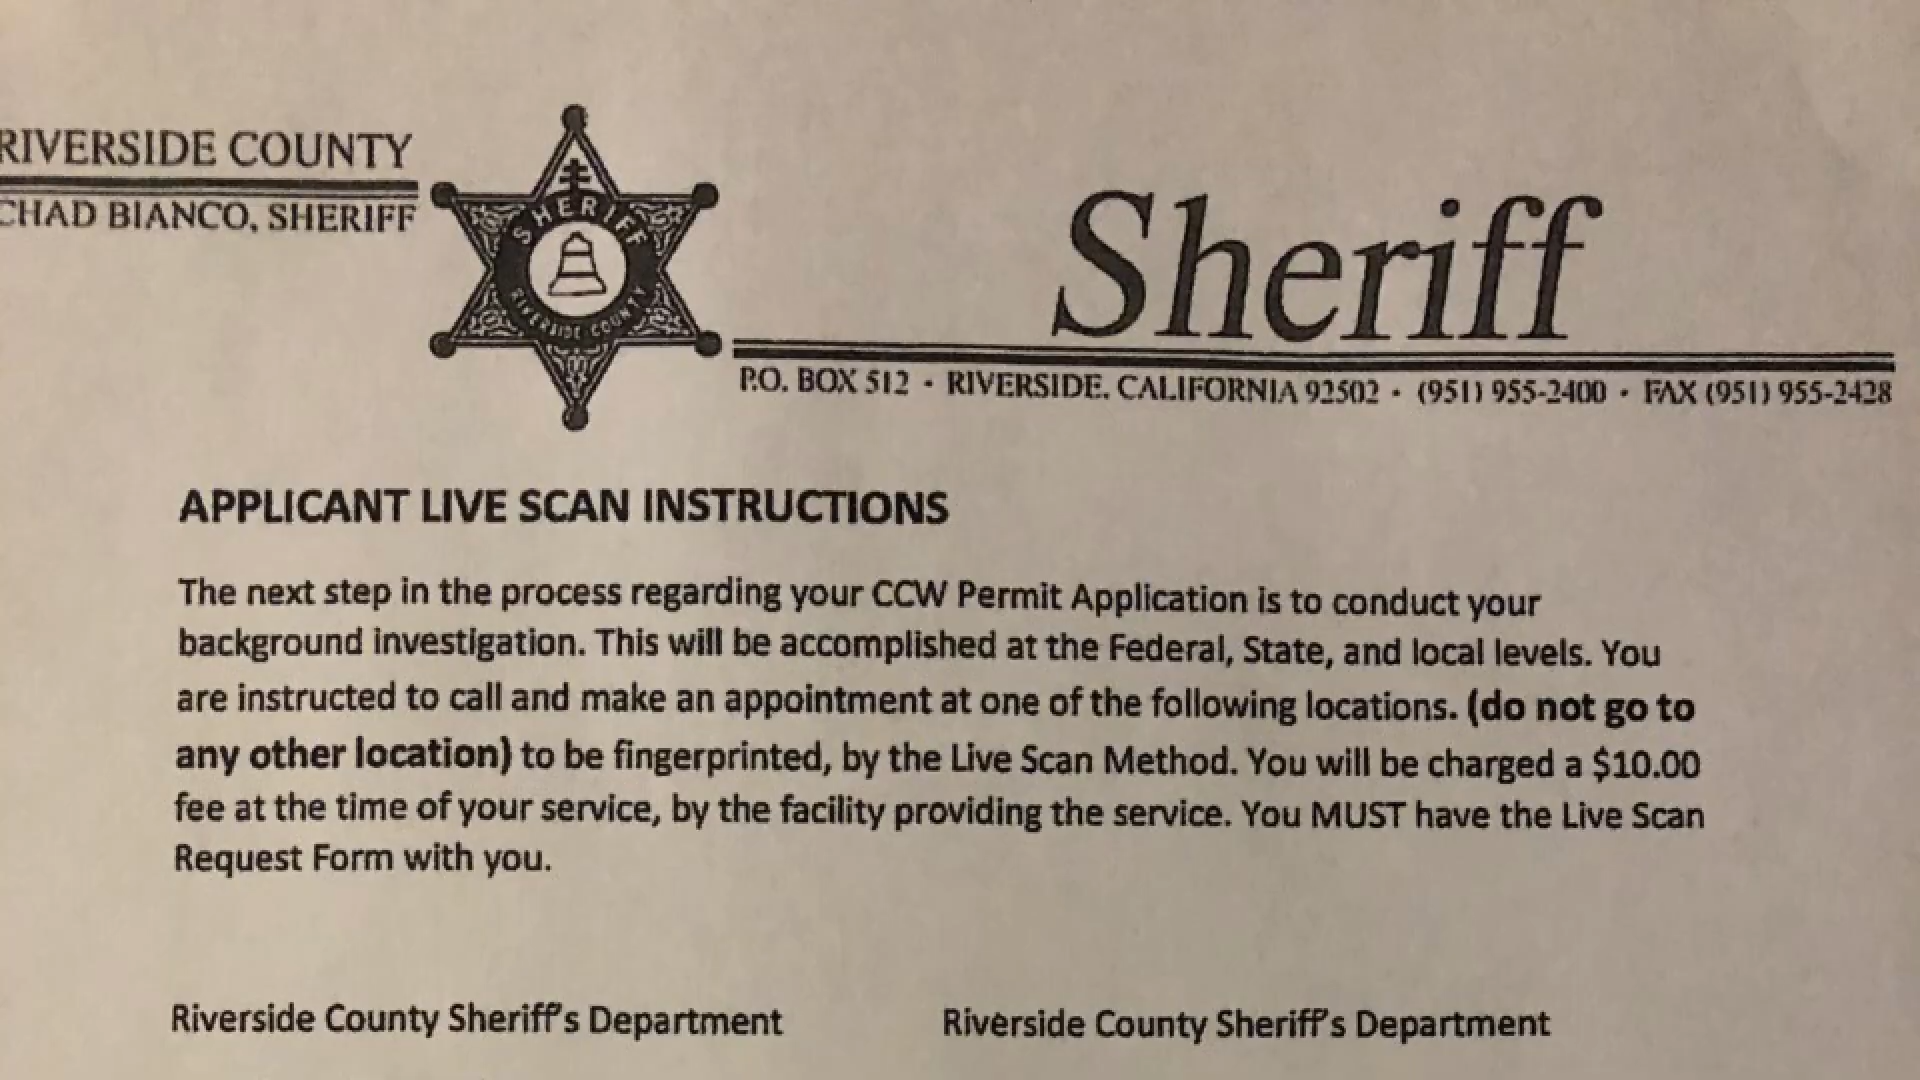 RIVERSIDE COUNTY
CHAD BIANCO, SHERIFF
SHERIFF
RIVERSIDE COUNTY
Sheriff
P.O. BOX 512 · RIVERSIDE, CALIFORNIA 92502 · (951) 955-2400 · FAX (951) 955-2428
APPLICANT LIVE SCAN INSTRUCTIONS
The next step in the process regarding your CCW Permit Application is to conduct your
background investigation. This will be accomplished at the Federal, State, and local levels. You
are instructed to call and make an appointment at one of the following locations. (do not go to
any other location) to be fingerprinted, by the Live Scan Method. You will be charged a $10.00
fee at the time of your service, by the facility providing the service. You MUST have the Live Scan
Request Form with you.
Riverside County Sheriff's Department
Riverside County Sheriff's Department